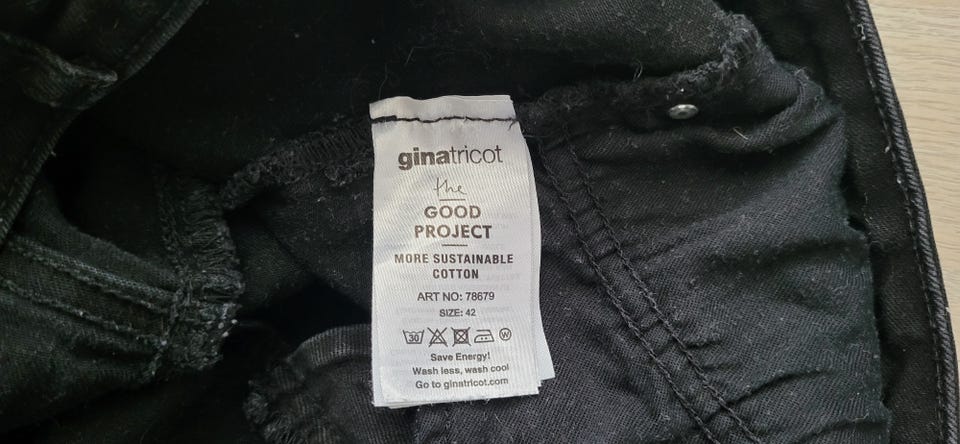 ginatricot
the
GOOD
PROJECT
MORE SUSTAINABLE
COTTON
ART NO: 78679
SIZE: 42
30 W
Save Energy!
Wash less, wash cool
Go to ginatricot.com